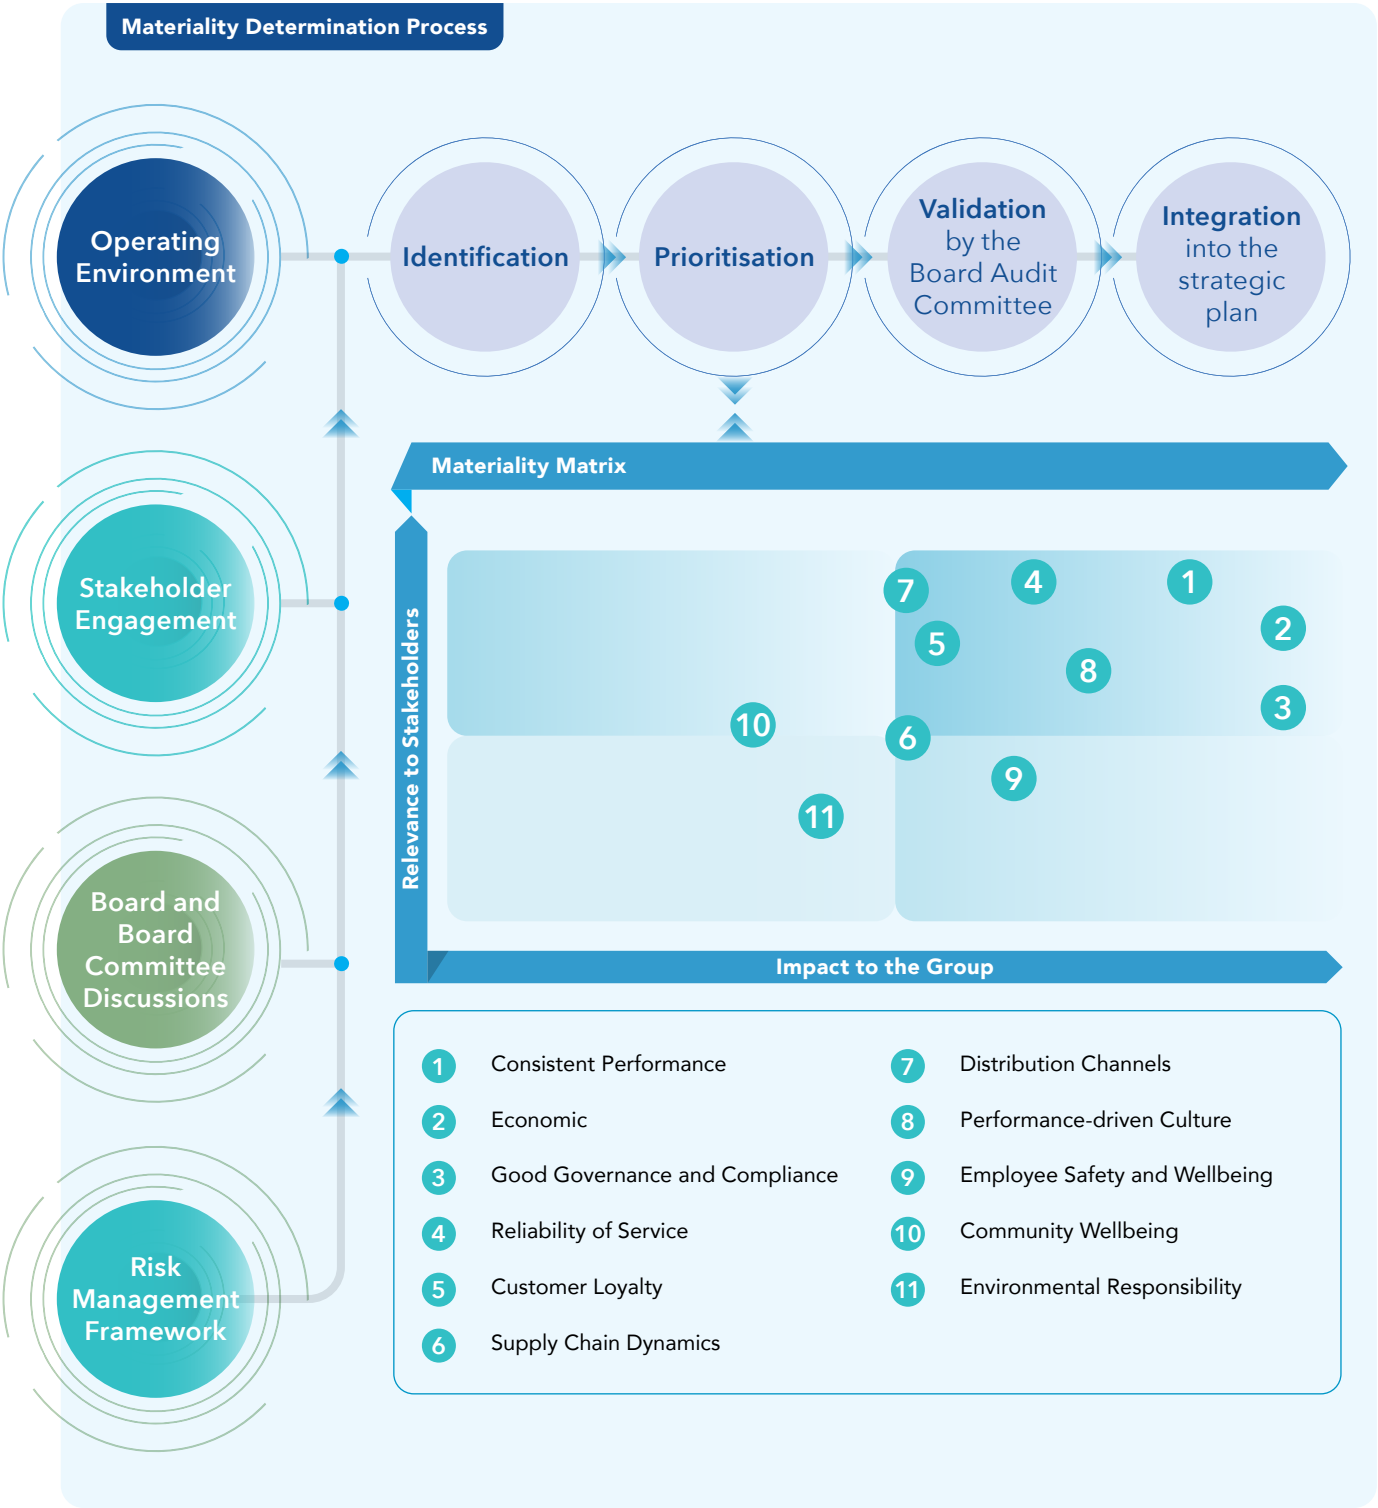 Materiality Determination Process
Operating
Environment
Identification
Prioritisation
Validation
by the
Board Audit
Committee
Integration
into the
strategic
plan
Stakeholder
Engagement
Board and
Board
Committee
Discussions
Risk
Management
Framework
Materiality Matrix
Relevance to Stakeholders
7
4
1
2
5
8
3
10
6
9
11
Impact to the Group
1 Consistent Performance
2 Economic
3 Good Governance and Compliance
4 Reliability of Service
5 Customer Loyalty
6 Supply Chain Dynamics
7 Distribution Channels
8 Performance-driven Culture
9 Employee Safety and Wellbeing
10 Community Wellbeing
11 Environmental Responsibility